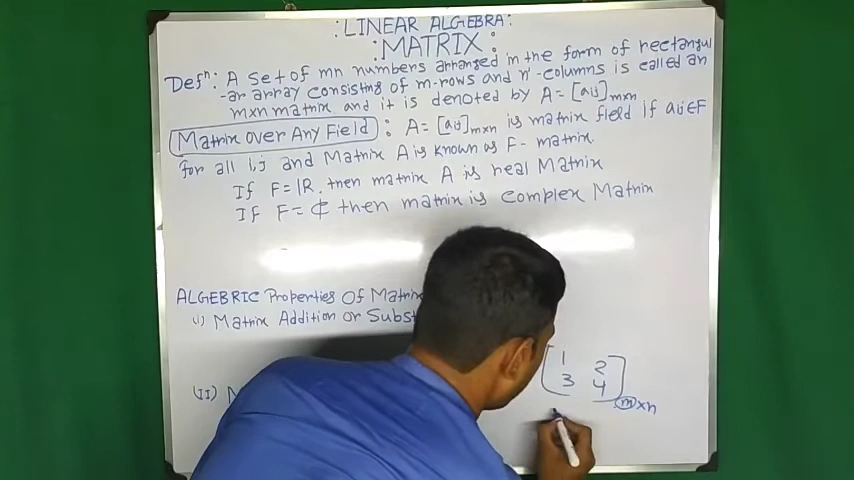 :LINEAR ALGEBRA:
:MATRIX:
Defⁿ: A set of mn numbers arranged in the form of rectangul
-ar array consisting of m-rows and n'-columns is called an
mxn matrix and it is denoted by A = [aij]mxn
Matrix over Any Field : A = [aij]mxn is matrix field if aij∈F
for all i,j and Matrix A is known as F- matrix.
If F = IR, then matrix A is real Matrix
If F = ₵ then matrix is complex Matrix
ALGEBRIC Properties Of Matrix
(i) Matrix Addition or Subst
1 2
3 4 mxn
(II)